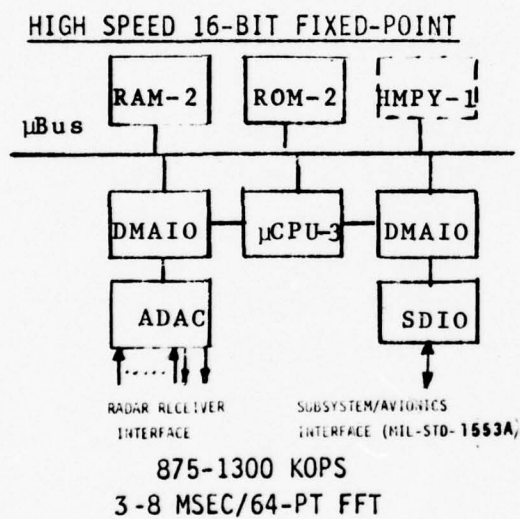 HIGH SPEED 16-BIT FIXED-POINT
RAM-2 ROM-2 HMPY-1
μBus
DMAIO μCPU-3 DMAIO
ADAC SDIO
RADAR RECEIVER SUBSYSTEM/AVIONICS
INTERFACE INTERFACE (MIL-STD-1553A)
875-1300 KOPS
3-8 MSEC/64-PT FFT